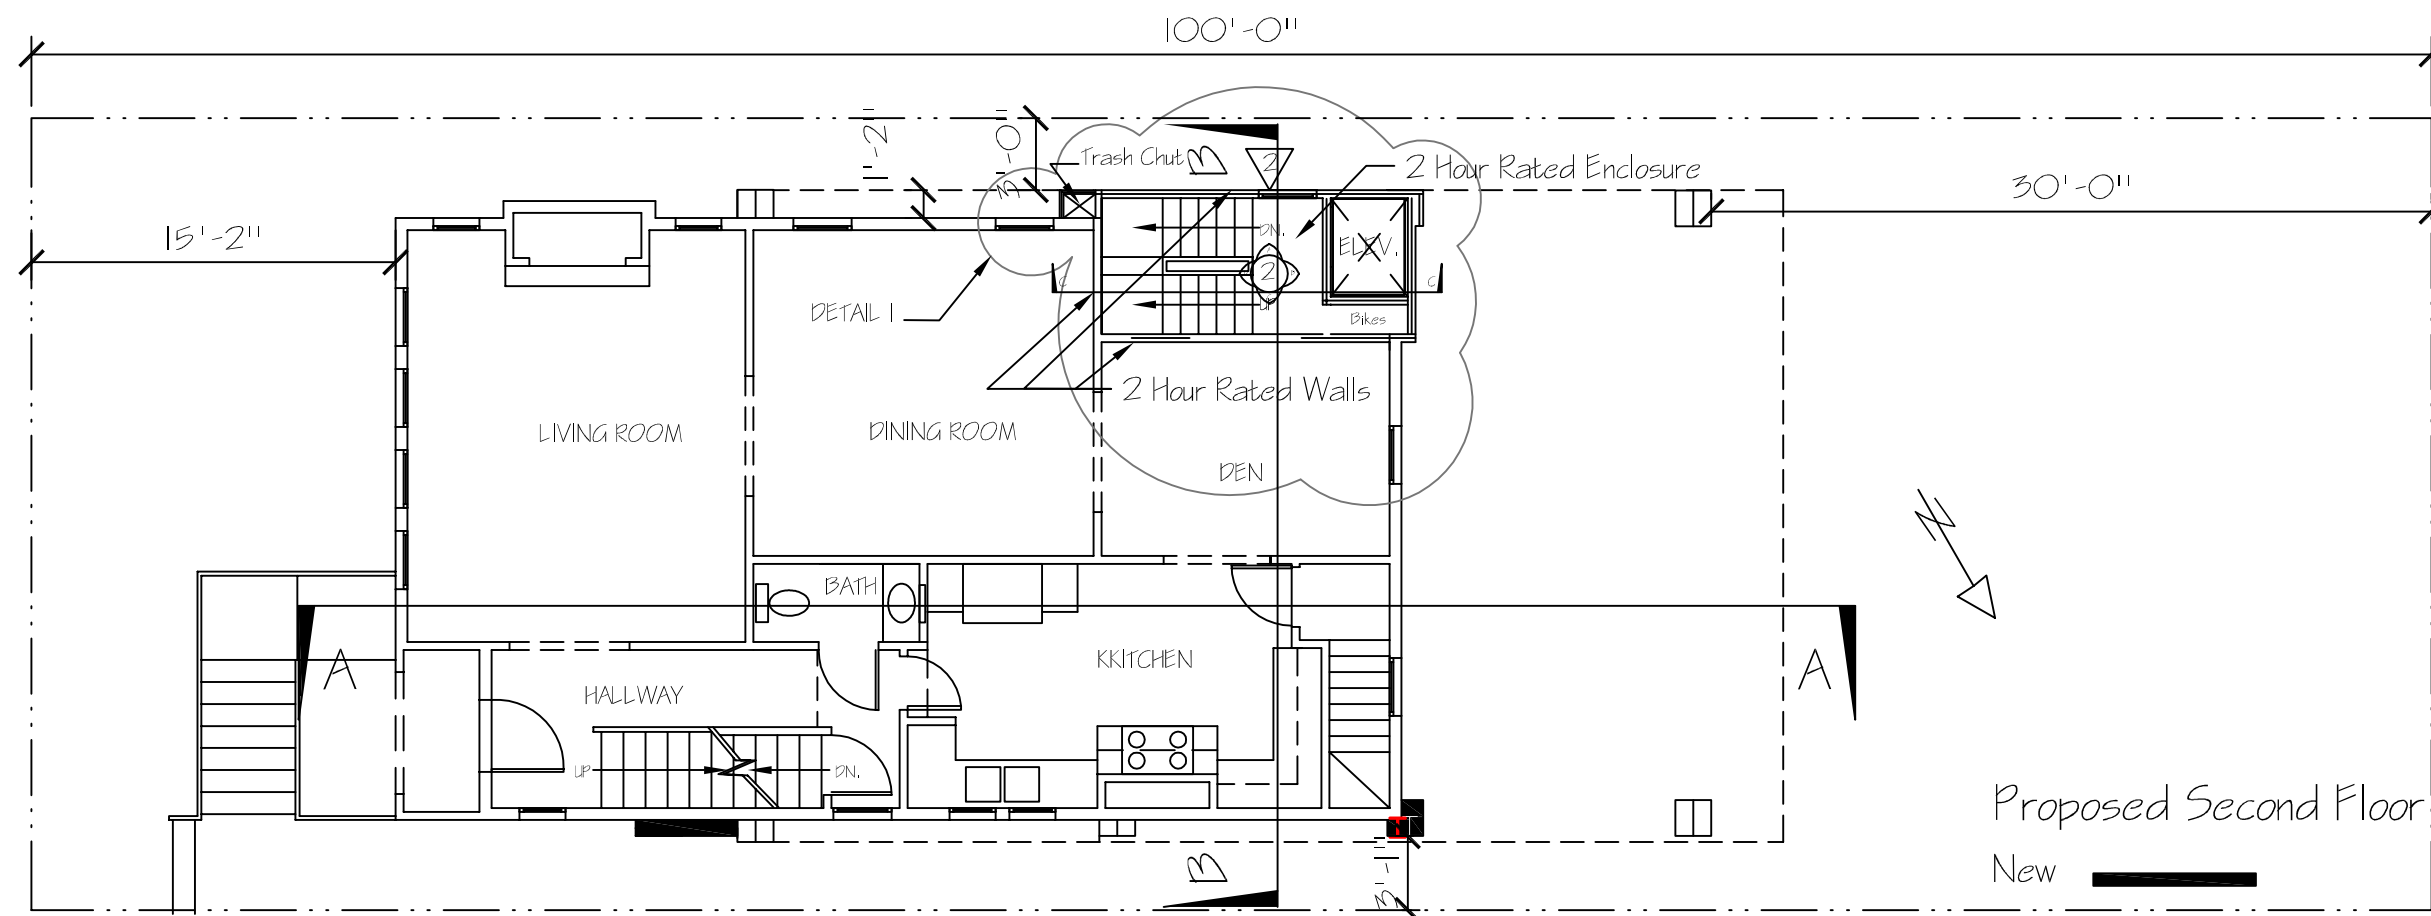 100'-0"
1'-2"
3'-0"
Trash Chut
B
2
2 Hour Rated Enclosure
30'-0"
15'-2"
DN.
ELEV.
2
C
C
UP
Bikes
DETAIL 1
2 Hour Rated Walls
LIVING ROOM
DINING ROOM
DEN
N
BATH
A
KKITCHEN
A
HALLWAY
UP
DN.
Proposed Second Floor
New
B
3'-1"